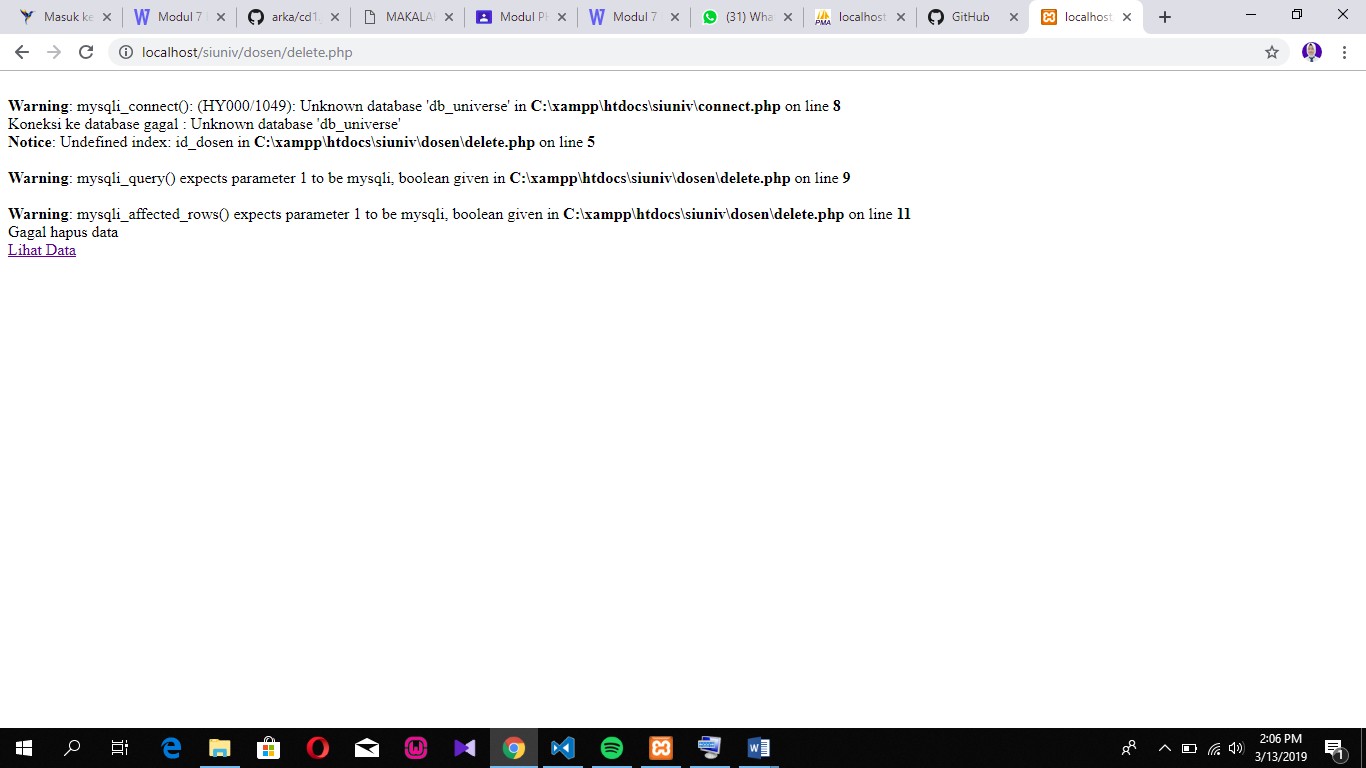 Masuk ke
Modul 7
arka/cd1
MAKALAH
Modul P
Modul 7
(31) Wha
localhost
GitHub
localhost
localhost/siuniv/dosen/delete.php
Warning: mysqli_connect(): (HY000/1049): Unknown database 'db_universe' in C:\xampp\htdocs\siuniv\connect.php on line 8
Koneksi ke database gagal : Unknown database 'db_universe'
Notice: Undefined index: id_dosen in C:\xampp\htdocs\siuniv\dosen\delete.php on line 5
Warning: mysqli_query() expects parameter 1 to be mysqli, boolean given in C:\xampp\htdocs\siuniv\dosen\delete.php on line 9
Warning: mysqli_affected_rows() expects parameter 1 to be mysqli, boolean given in C:\xampp\htdocs\siuniv\dosen\delete.php on line 11
Gagal hapus data
Lihat Data
2:06 PM
3/13/2019
1